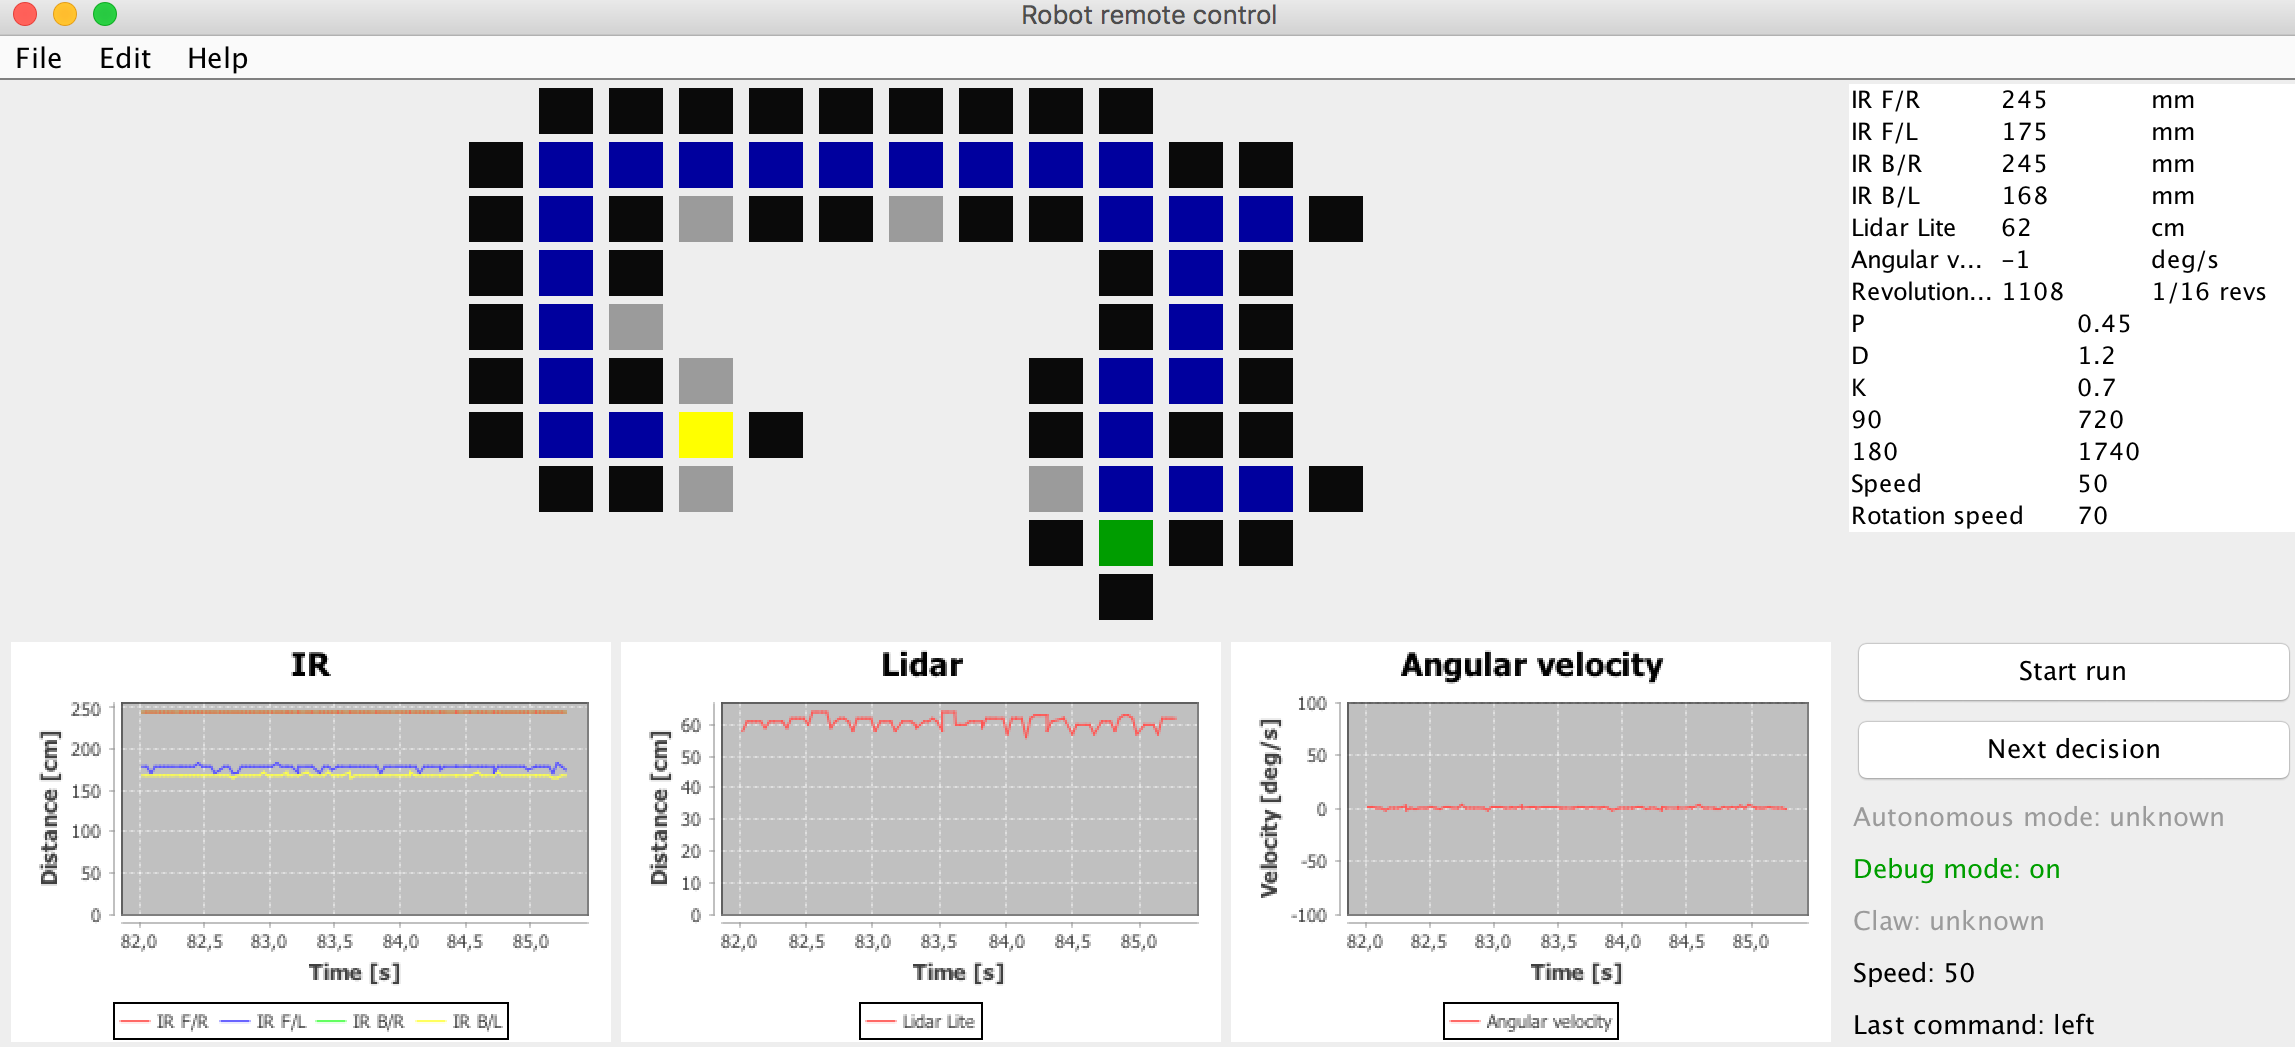 Robot remote control
File Edit Help
IR F/R 245 mm
IR F/L 175 mm
IR B/R 245 mm
IR B/L 168 mm
Lidar Lite 62 cm
Angular v... -1 deg/s
Revolution... 1108 1/16 revs
P 0.45
D 1.2
K 0.7
90 720
180 1740
Speed 50
Rotation speed 70
IR
250
200
150
100
50
0
Distance [cm]
82,0 82,5 83,0 83,5 84,0 84,5 85,0
Time [s]
IR F/R IR F/L IR B/R IR B/L
Lidar
60
50
40
30
20
10
0
Distance [cm]
82,0 82,5 83,0 83,5 84,0 84,5 85,0
Time [s]
Lidar Lite
Angular velocity
100
50
0
-50
-100
Velocity [deg/s]
82,0 82,5 83,0 83,5 84,0 84,5 85,0
Time [s]
Angular velocity
Start run
Next decision
Autonomous mode: unknown
Debug mode: on
Claw: unknown
Speed: 50
Last command: left